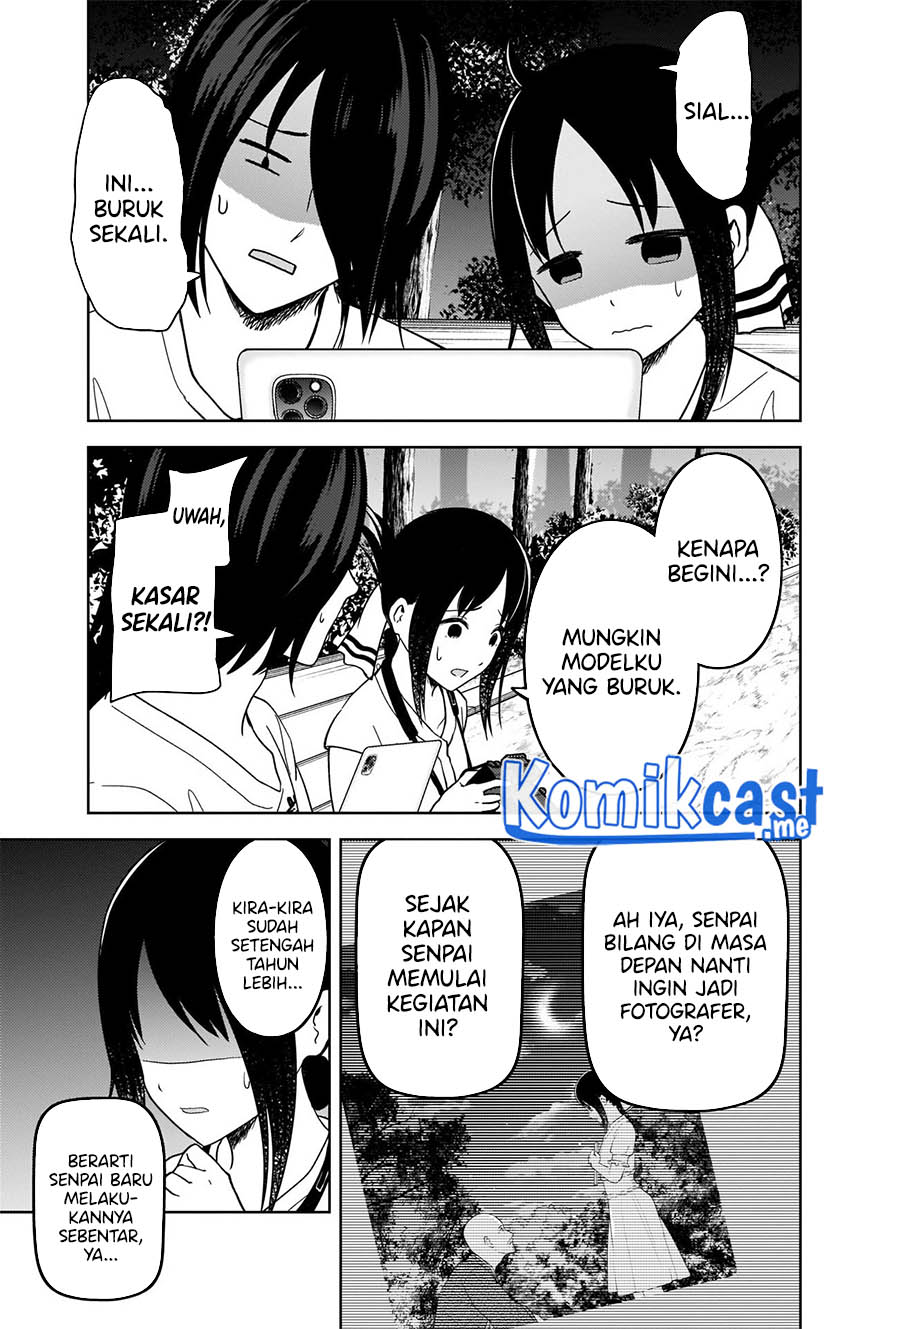 SIAL...
INI...
BURUK
SEKALI.
KENAPA
BEGINI...?
MUNGKIN
MODELKU
YANG BURUK.
UWAH,
KASAR
SEKALI?!
Komikcast
.me
AH IYA, SENPAI
BILANG DI MASA
DEPAN NANTI
INGIN JADI
FOTOGRAFER,
YA?
SEJAK
KAPAN
SENPAI
MEMULAI
KEGIATAN
INI?
KIRA-KIRA
SUDAH
SETENGAH
TAHUN
LEBIH...
BERARTI
SENPAI BARU
MELAKU-
KANNYA
SEBENTAR,
YA...